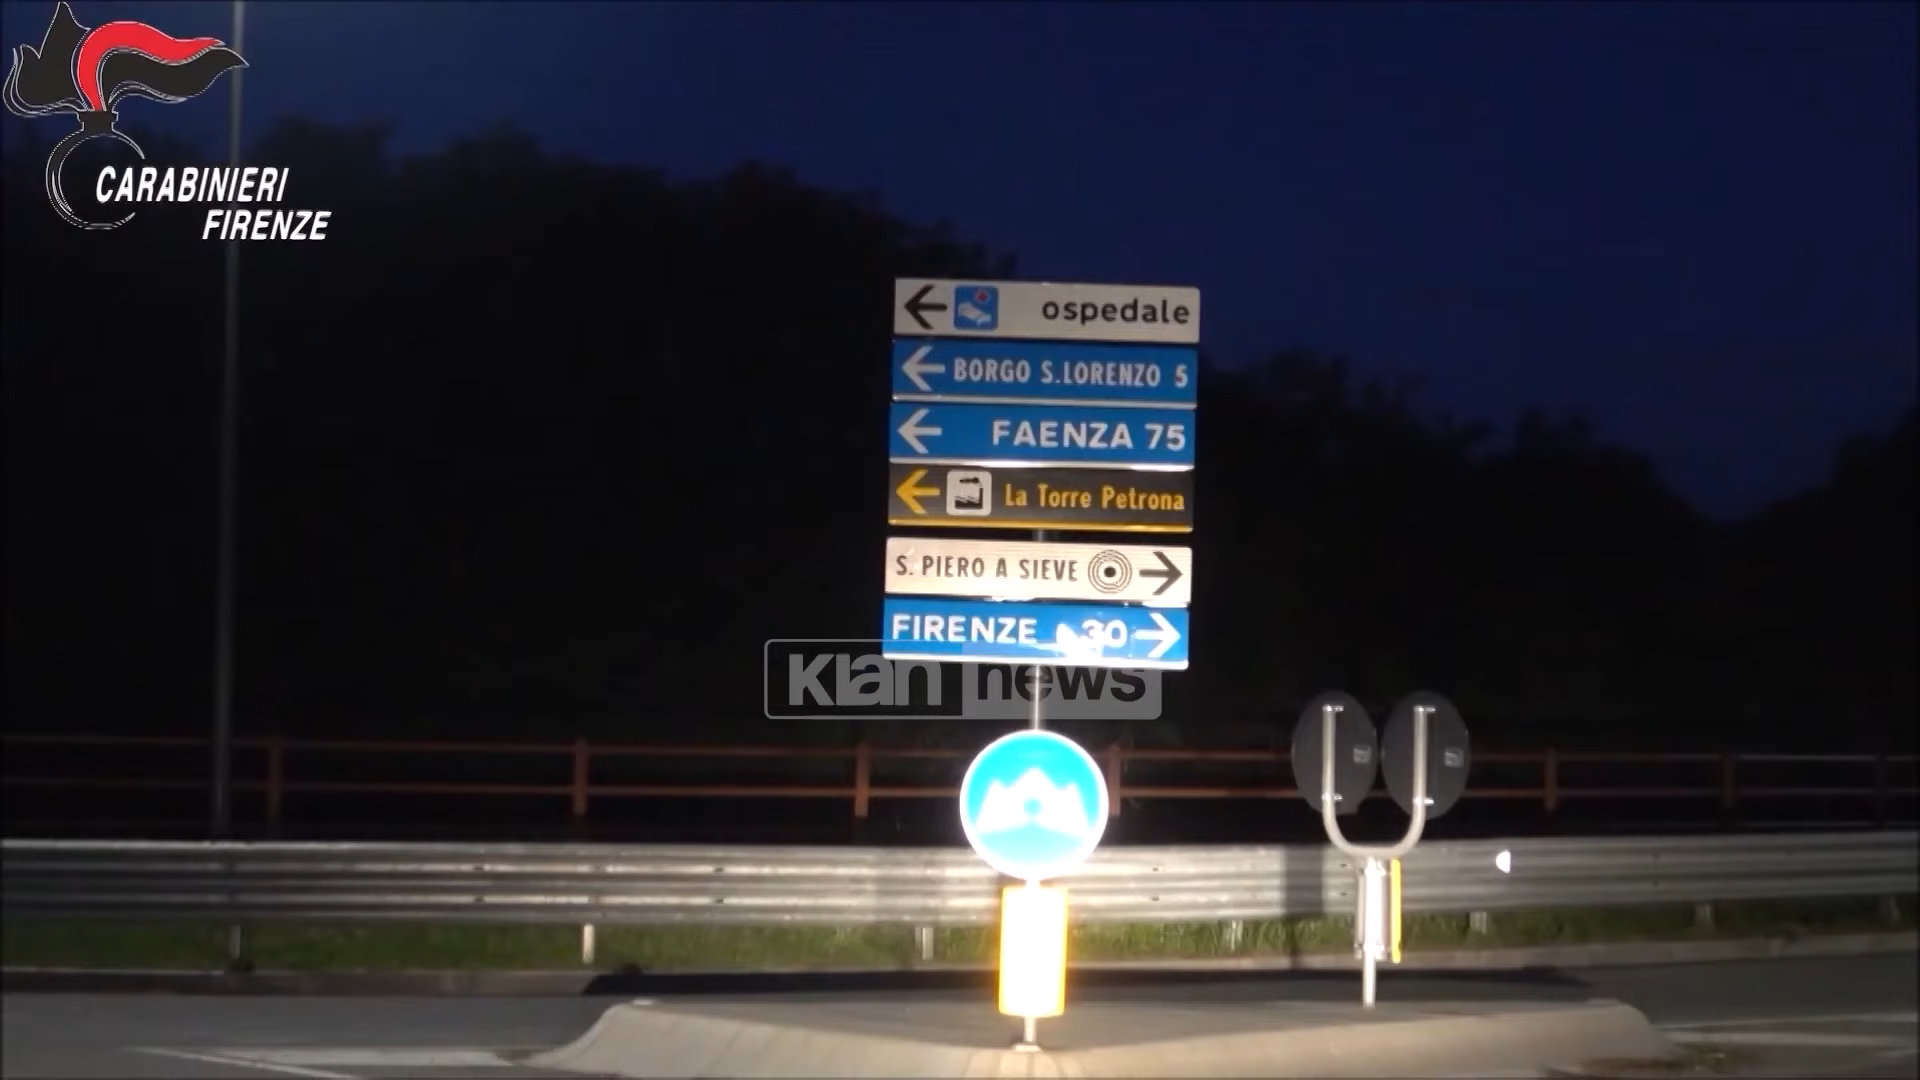 CARABINIERI
FIRENZE
ospedale
BORGO S.LORENZO 5
FAENZA 75
La Torre Petrona
S. PIERO A SIEVE
FIRENZE 30
Klan news